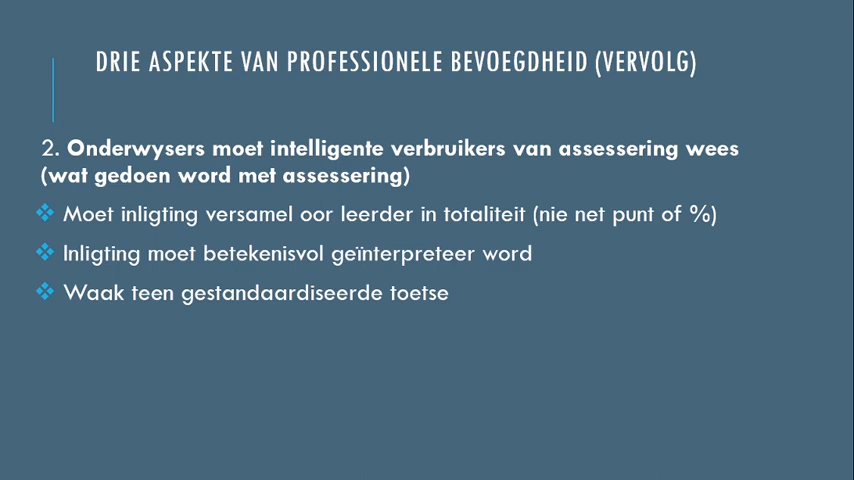 DRIE ASPEKTE VAN PROFESSIONELE BEVOEGDHEID (VERVOLG)
2. Onderwysers moet intelligente verbruikers van assessering wees
(wat gedoen word met assessering)
Moet inligting versamel oor leerder in totaliteit (nie net punt of %)
Inligting moet betekenisvol geïnterpreteer word
Waak teen gestandaardiseerde toetse